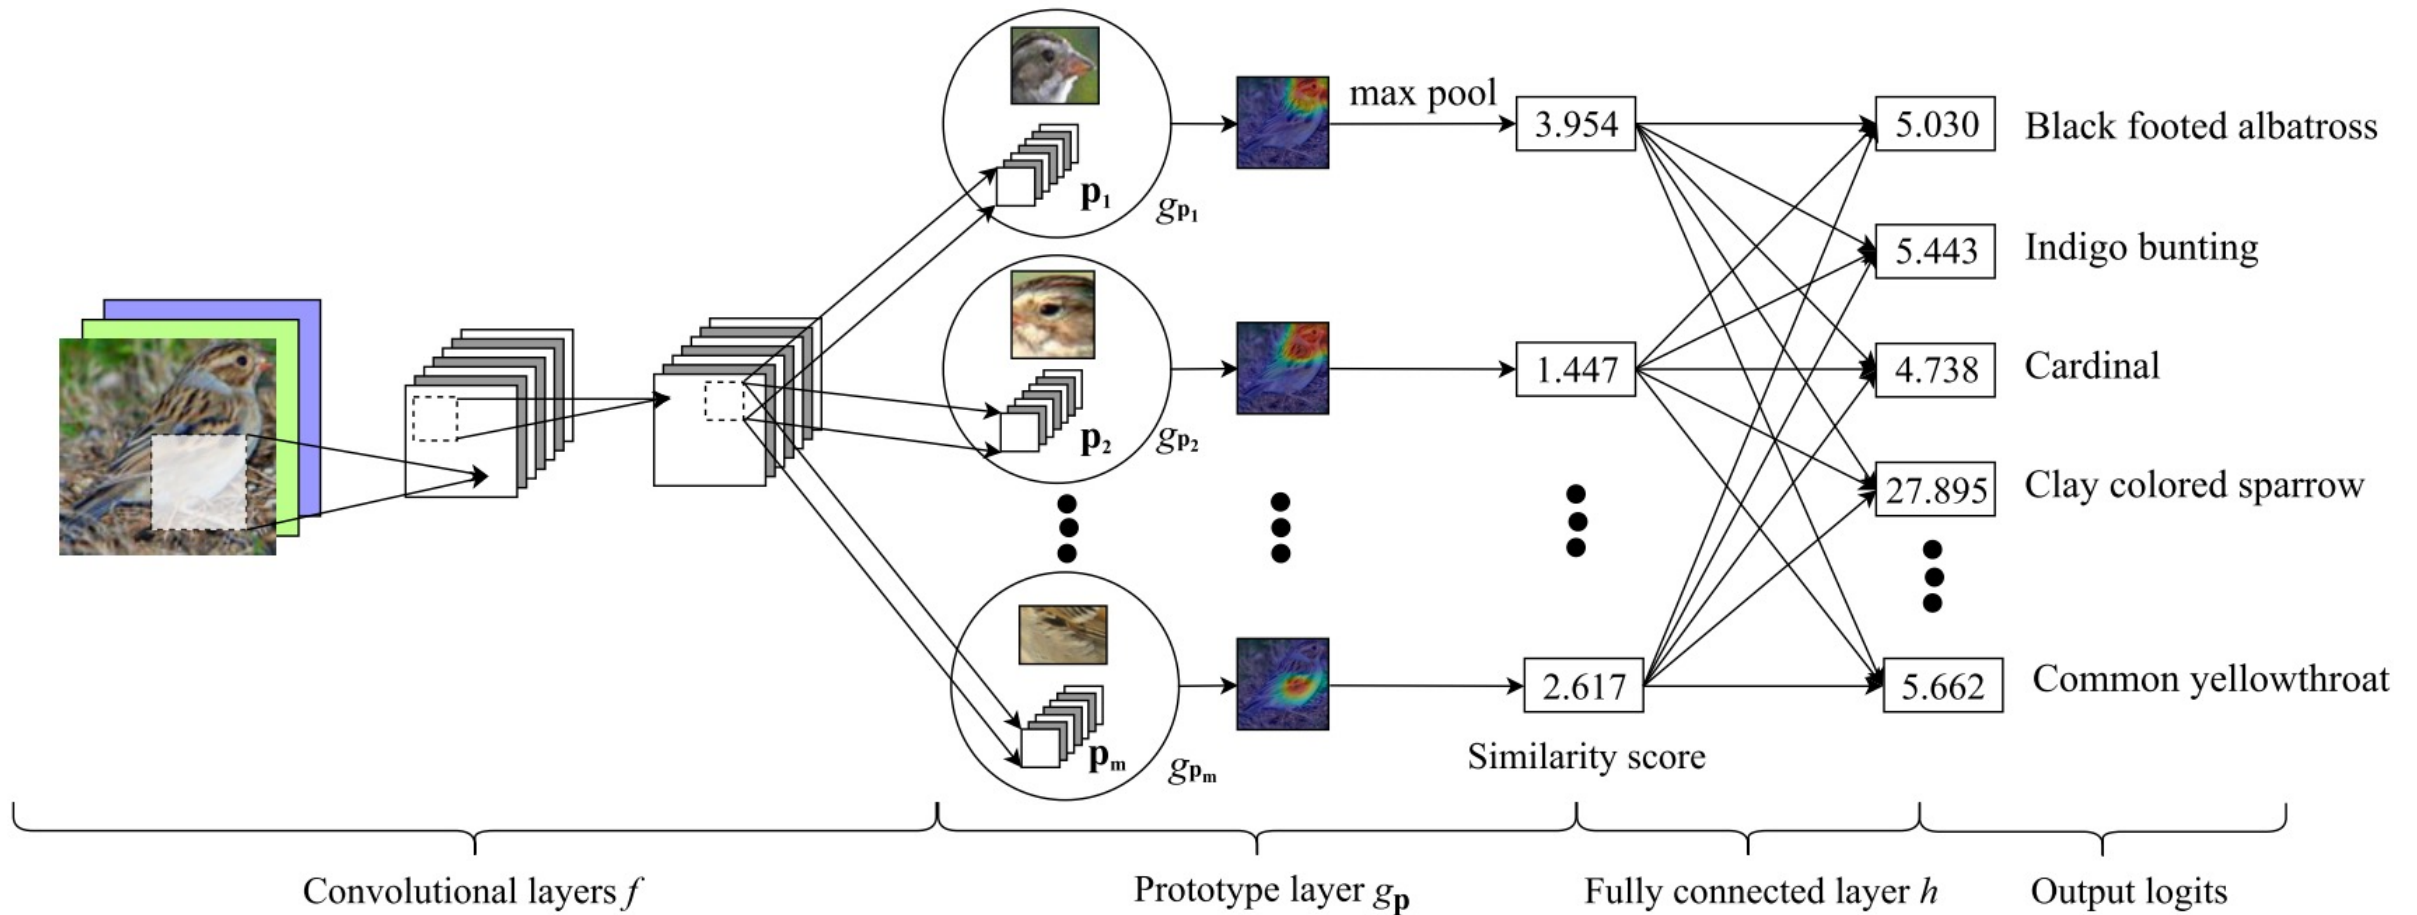 max pool
3.954
5.030
Black footed albatross
p1
gp1
5.443
Indigo bunting
1.447
4.738
Cardinal
p2
gp2
27.895
Clay colored sparrow
2.617
5.662
Common yellowthroat
pm
gpm
Similarity score
Convolutional layers f
Prototype layer gp
Fully connected layer h
Output logits